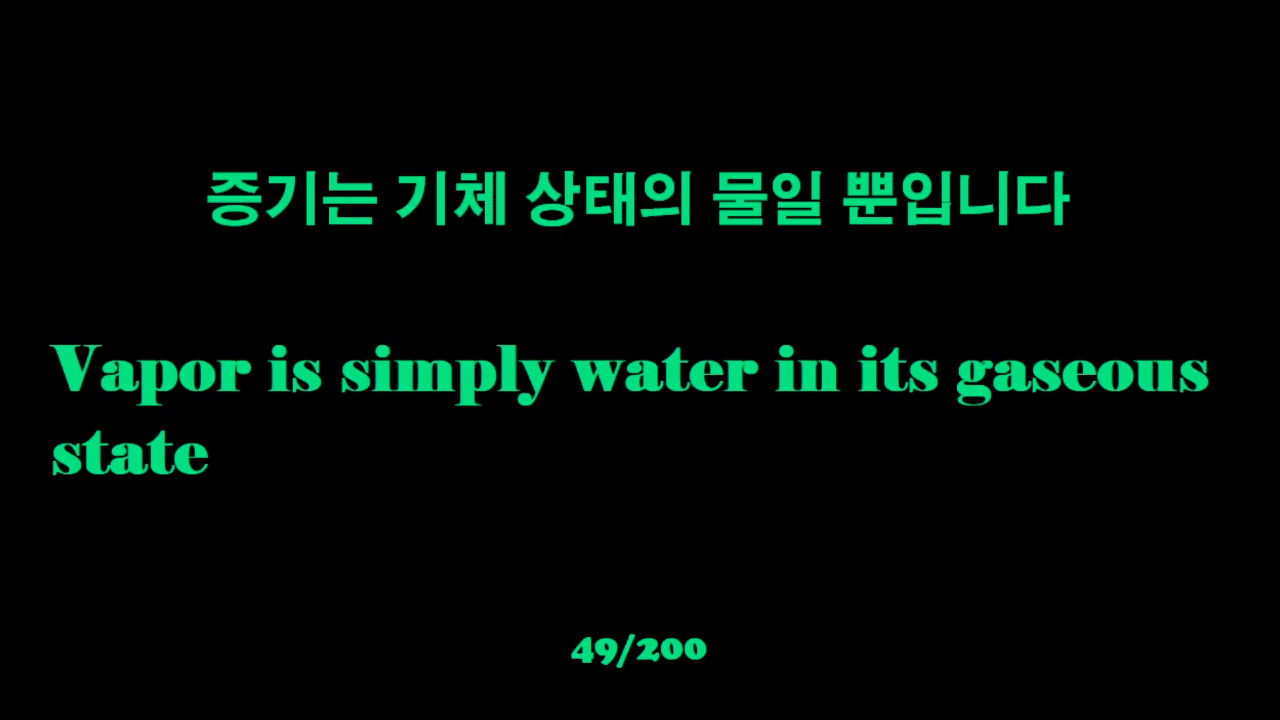 증기는 기체 상태의 물일 뿐입니다
Vapor is simply water in its gaseous
state
49/200